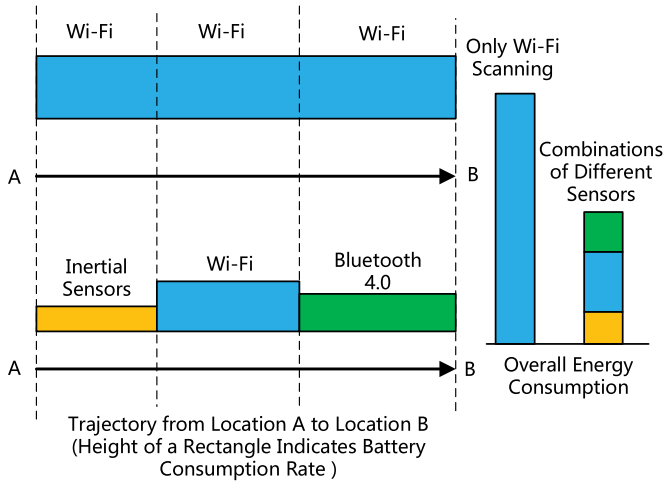 Wi-Fi
Wi-Fi
Wi-Fi
Only Wi-Fi
Scanning
A
B
Combinations
of Different
Sensors
Inertial
Sensors
Wi-Fi
Bluetooth
4.0
A
B
Overall Energy
Consumption
Trajectory from Location A to Location B
(Height of a Rectangle Indicates Battery
Consumption Rate )